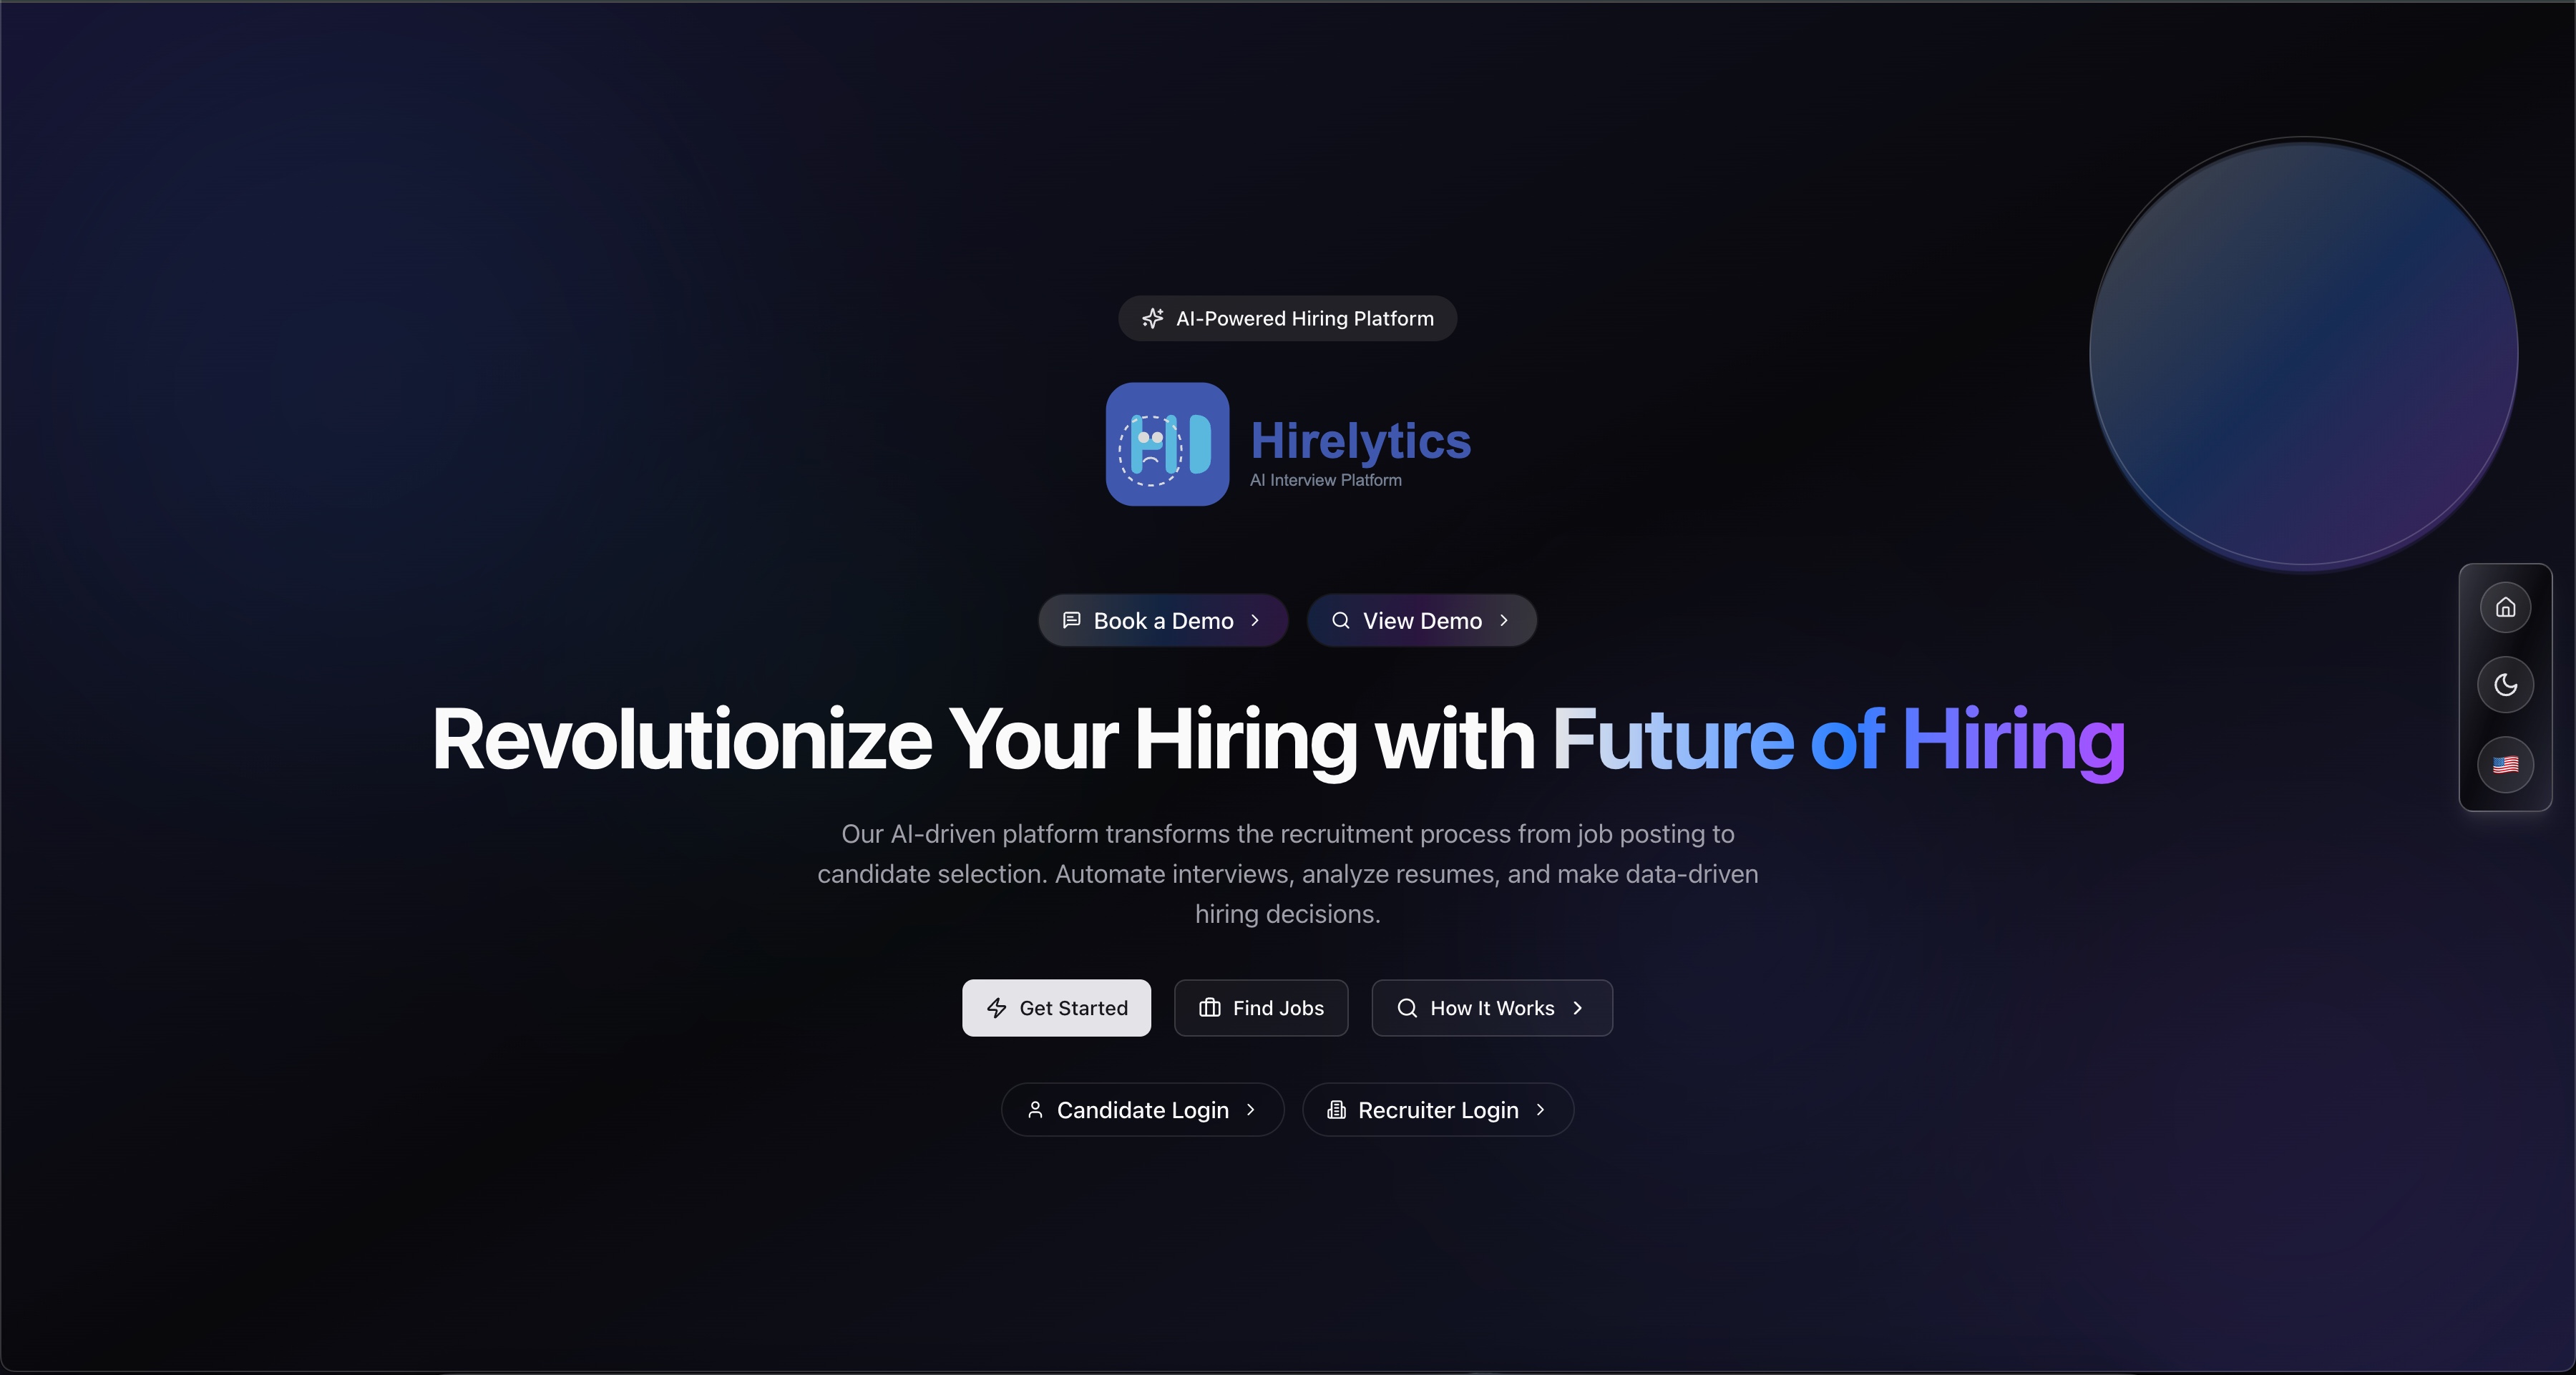 AI-Powered Hiring Platform
Hirelytics
AI Interview Platform
Book a Demo
View Demo
Revolutionize Your Hiring with Future of Hiring
Our AI-driven platform transforms the recruitment process from job posting to
candidate selection. Automate interviews, analyze resumes, and make data-driven
hiring decisions.
Get Started
Find Jobs
How It Works
Candidate Login
Recruiter Login